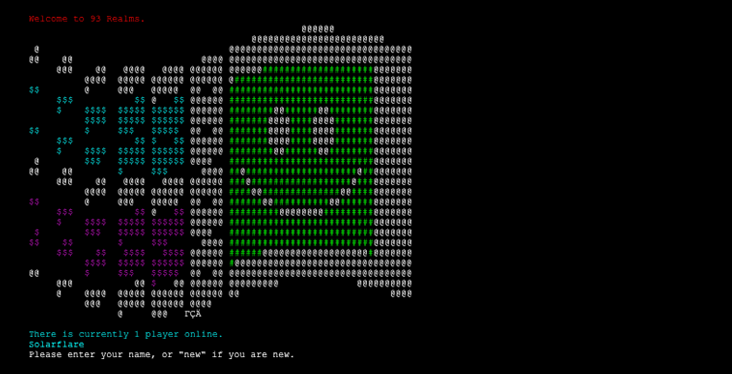 Welcome to 93 Realms.
ΓÇÄ
There is currently 1 player online.
Solarflare
Please enter your name, or "new" if you are new.